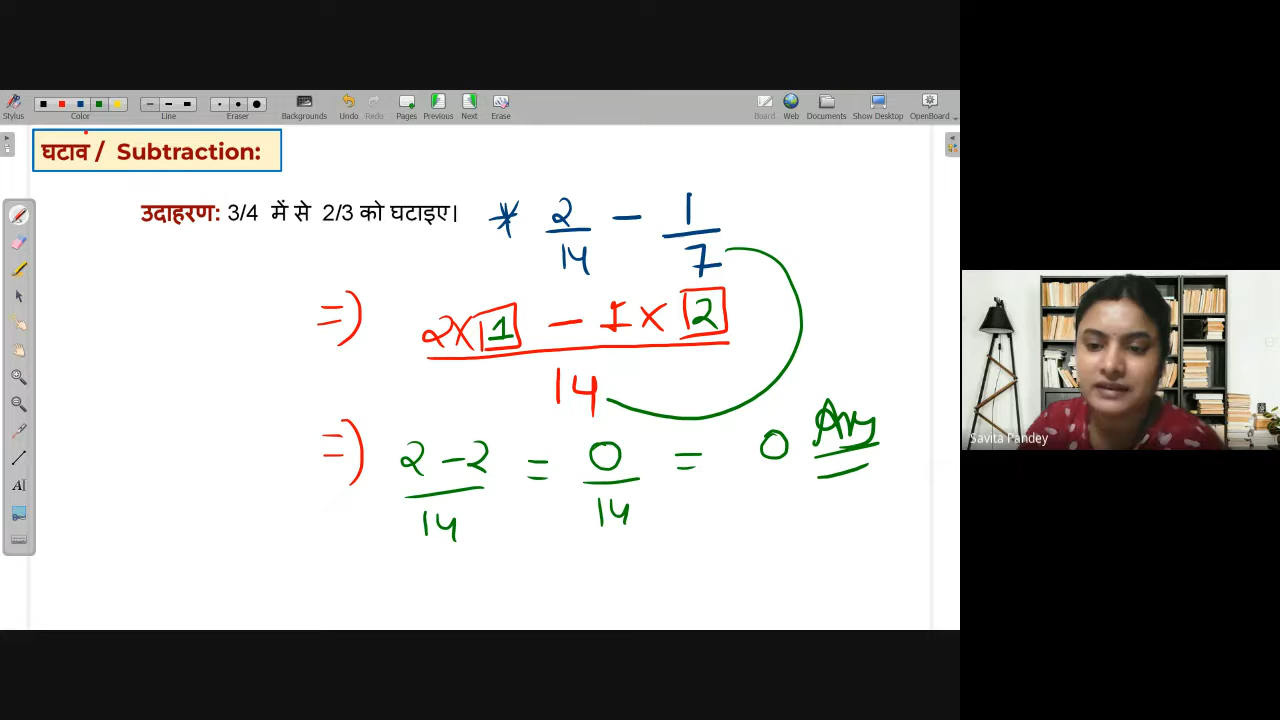 Stylus Color Line Eraser Backgrounds Undo Redo Pages Previous Next Erase Board Web Documents Show Desktop OpenBoard
घटाव / Subtraction:
उदाहरण: 3/4 में से 2/3 को घटाइए। * 2/14 - 1/7
=) 2x 1 - 1x 2 / 14
=) 2-2 / 14 = 0/14 = 0 Ans
Savita Pandey